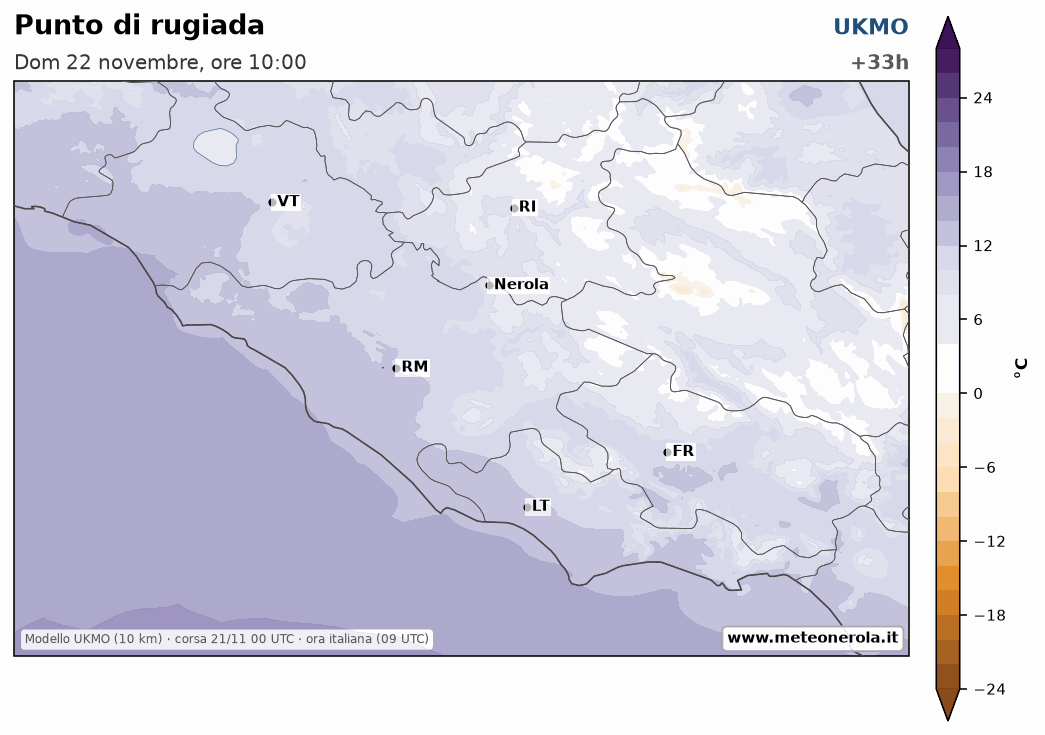 Punto di rugiada
UKMO
Dom 22 novembre, ore 10:00
+33h
VT
RI
Nerola
RM
FR
LT
24
18
12
6
0
−6
−12
−18
−24
°C
Modello UKMO (10 km) · corsa 21/11 00 UTC · ora italiana (09 UTC)
www.meteonerola.it